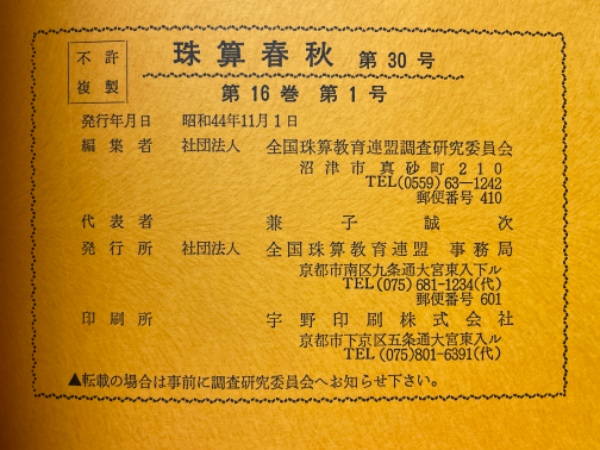 不許
複製
珠算春秋 第30号
第16巻 第1号
発行年月日 昭和44年11月1日
編集者 社団法人 全国珠算教育連盟調査研究委員会
沼津市真砂町210
TEL(0559)63―1242
郵便番号 410
代表者 兼子誠次
発行所 社団法人 全国珠算教育連盟 事務局
京都市南区九条通大宮東入下ル
TEL(075)681-1234(代)
郵便番号 601
印刷所 宇野印刷株式会社
京都市下京区五条通大宮東入ル
TEL(075)801-6391(代)
▲転載の場合は事前に調査研究委員会へお知らせ下さい。